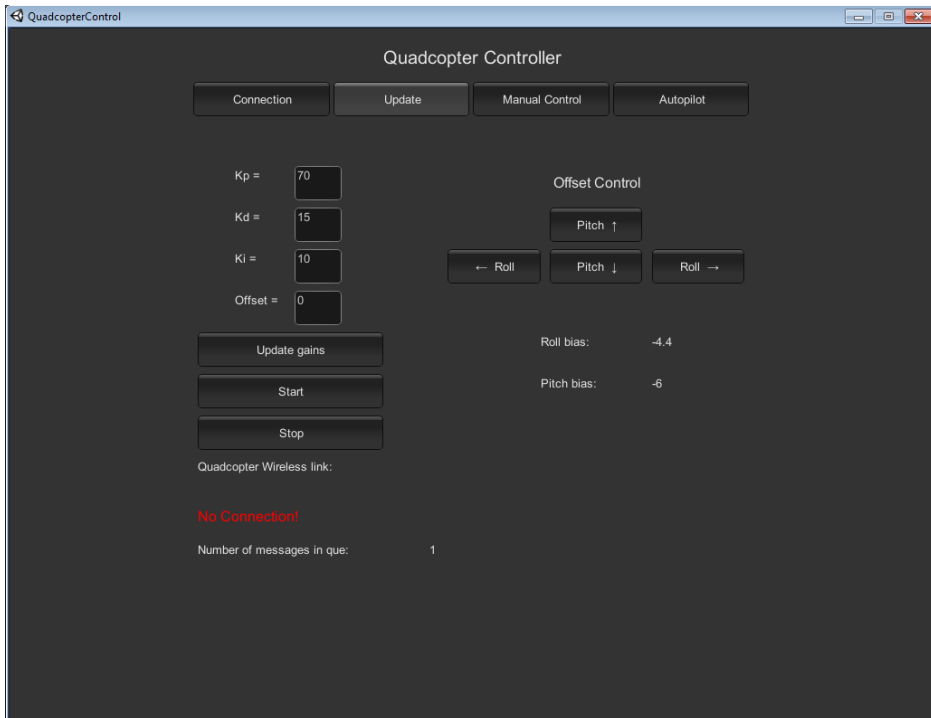 QuadcopterControl
Quadcopter Controller
Connection Update Manual Control Autopilot
Kp = 70
Kd = 15
Ki = 10
Offset = 0
Update gains
Start
Stop
Quadcopter Wireless link:
No Connection!
Number of messages in que: 1
Offset Control
Pitch ↑
← Roll Pitch ↓ Roll →
Roll bias: -4.4
Pitch bias: -6